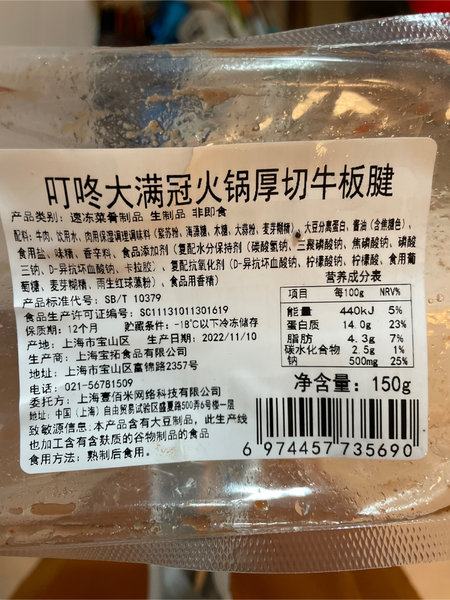 叮咚大满冠火锅厚切牛板腱
产品类别: 速冻菜肴制品 生制品 非即食
配料: 牛肉、饮用水、肉用保湿调理调味料(紫苏粉、海藻糖、木糖、大蒜粉、麦芽糊精)、大豆分离蛋白、酱油(含焦糖色)、
食用盐、味精、香辛料、食品添加剂(复配水分保持剂(碳酸氢钠、三聚磷酸钠、焦磷酸钠、磷酸
三钠、D-异抗坏血酸钠、卡拉胶)、复配抗氧化剂(D-异抗坏血酸钠、柠檬酸钠、柠檬酸、食用葡
萄糖、麦芽糊精、雨生红球藻粉)、食品用香精)
产品标准代号: SB/T 10379
食品生产许可证编号: SC11131011301619
保质期: 12个月 贮藏条件: -18℃以下冷冻储存
产地: 上海市宝山区 生产日期: 2022/11/10
生产商: 上海宝拓食品有限公司
地址: 上海市宝山区富锦路2357号
电话: 021-56781509
委托方: 上海壹佰米网络科技有限公司
地址: 中国(上海)自由贸易试验区盛夏路500弄6号楼一层
致敏源信息: 本产品含有大豆制品, 此生产线
也加工含有含麸质的谷物制品的食品
食用方法: 熟制后食用。
营养成分表
项目 每100g NRV%
能量 440kJ 5%
蛋白质 14.0g 23%
脂肪 4.3g 7%
碳水化合物 2.5g 1%
钠 500mg 25%
净含量: 150g
6 974457 735690